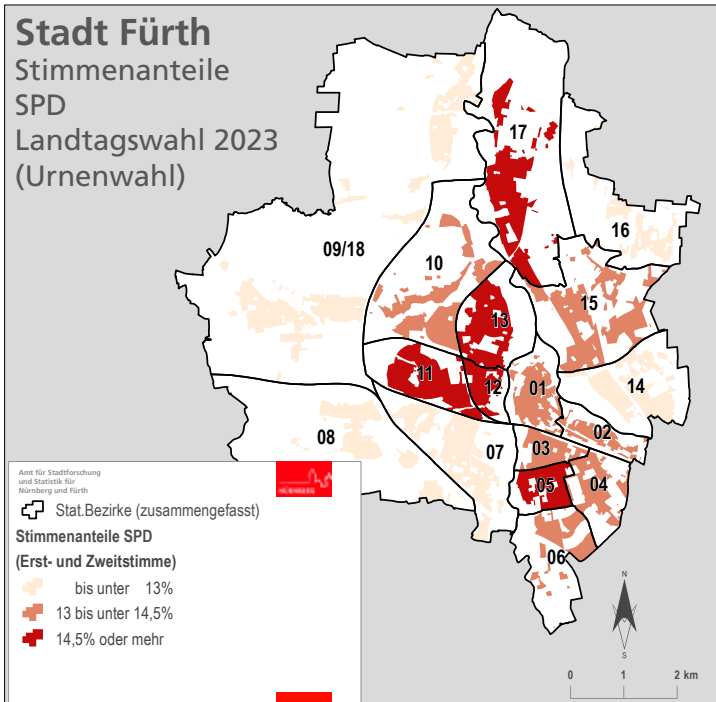 Stadt Fürth
Stimmenanteile
SPD
Landtagswahl 2023
(Urnenwahl)
17
16
09/18
10
15
13
11
12
01
14
02
08
07
03
05
04
06
Amt für Stadtforschung
und Statistik für
Nürnberg und Fürth
NÜRNBERG
Stat.Bezirke (zusammengefasst)
Stimmenanteile SPD
(Erst- und Zweitstimme)
bis unter 13%
13 bis unter 14,5%
14,5% oder mehr
N
S
0 1 2 km